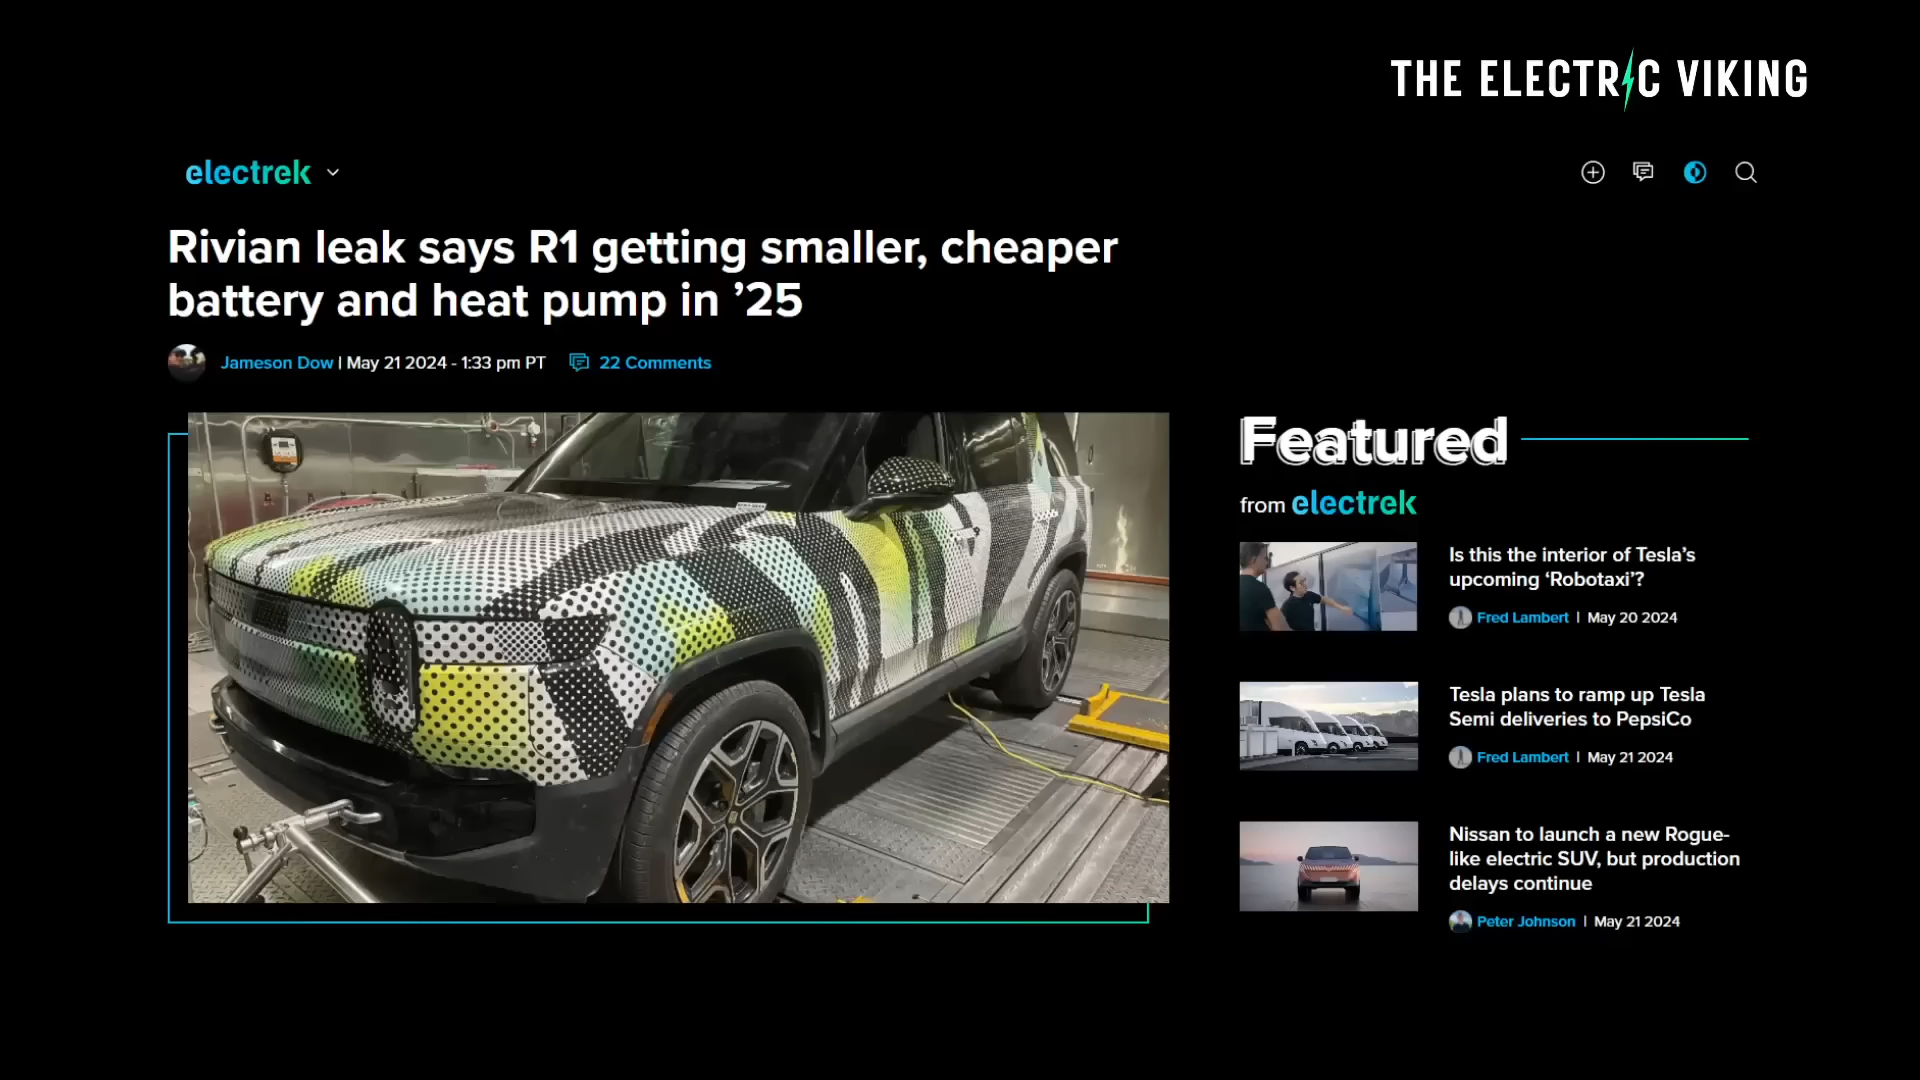 THE ELECTRIC VIKING
electrek
Rivian leak says R1 getting smaller, cheaper
battery and heat pump in ’25
Jameson Dow | May 21 2024 - 1:33 pm PT 22 Comments
Featured
from electrek
Is this the interior of Tesla’s
upcoming ‘Robotaxi’?
Fred Lambert | May 20 2024
Tesla plans to ramp up Tesla
Semi deliveries to PepsiCo
Fred Lambert | May 21 2024
Nissan to launch a new Rogue-
like electric SUV, but production
delays continue
Peter Johnson | May 21 2024